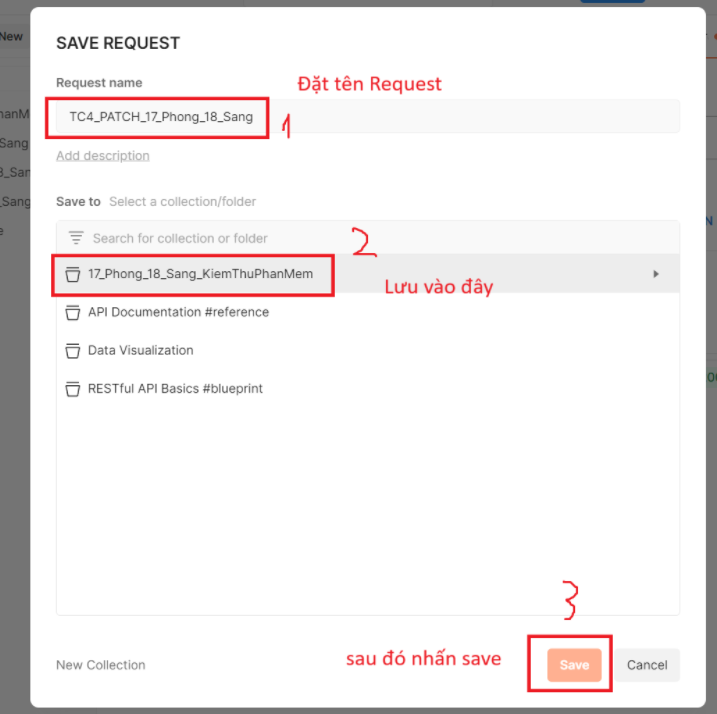 New
SAVE REQUEST
Request name
Đặt tên Request
TC4_PATCH_17_Phong_18_Sang
1
Add description
Save to Select a collection/folder
Search for collection or folder
2
17_Phong_18_Sang_KiemThuPhanMem
Lưu vào đây
API Documentation #reference
Data Visualization
RESTful API Basics #blueprint
3
New Collection
sau đó nhấn save
Save
Cancel